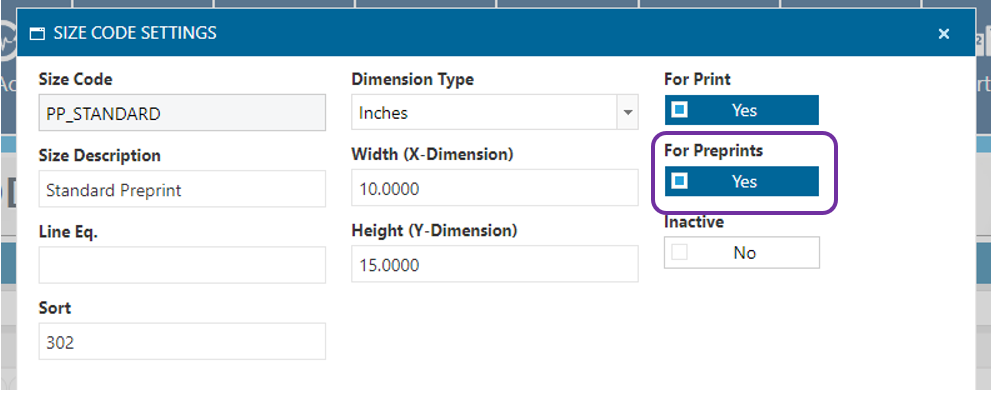 SIZE CODE SETTINGS
Size Code
PP_STANDARD
Size Description
Standard Preprint
Line Eq.
Sort
302
Dimension Type
Inches
Width (X-Dimension)
10.0000
Height (Y-Dimension)
15.0000
For Print
Yes
For Preprints
Yes
Inactive
No